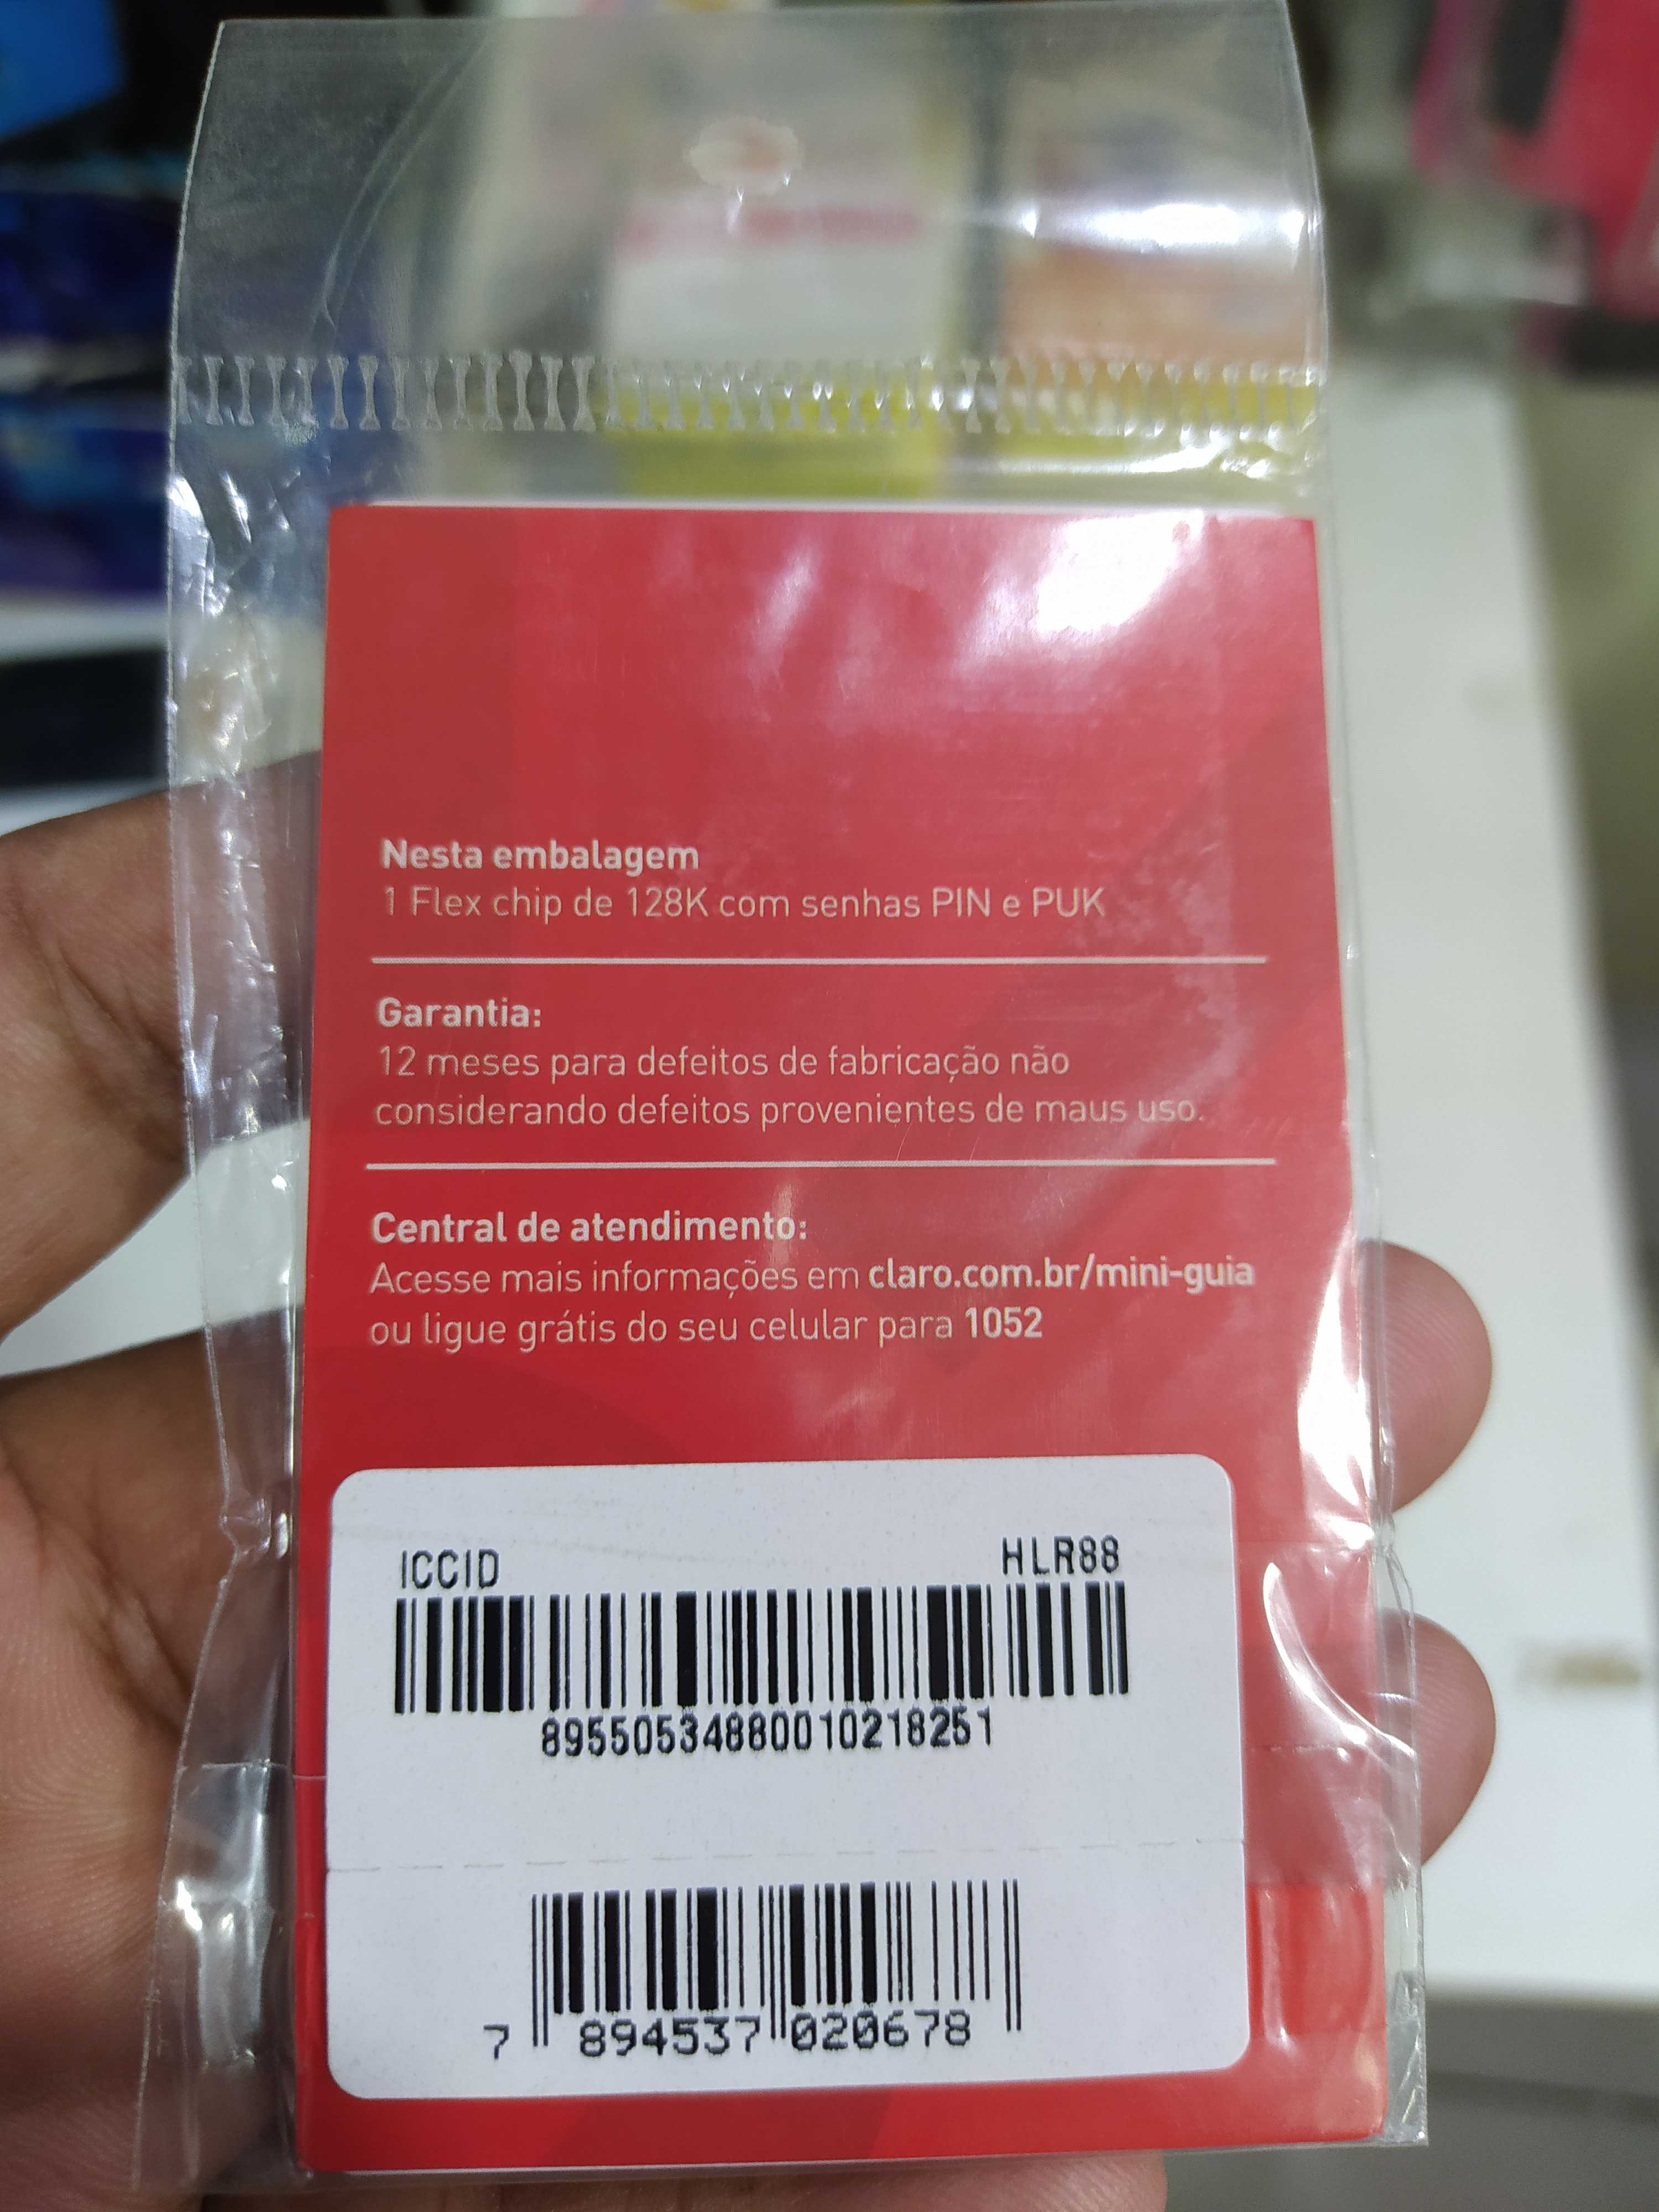 Nesta embalagem
1 Flex chip de 128K com senhas PIN e PUK
Garantia:
12 meses para defeitos de fabricação não
considerando defeitos provenientes de maus uso.
Central de atendimento:
Acesse mais informações em claro.com.br/mini-guia
ou ligue grátis do seu celular para 1052
ICCID HLR88
89550534880010218251
7 894537 020678